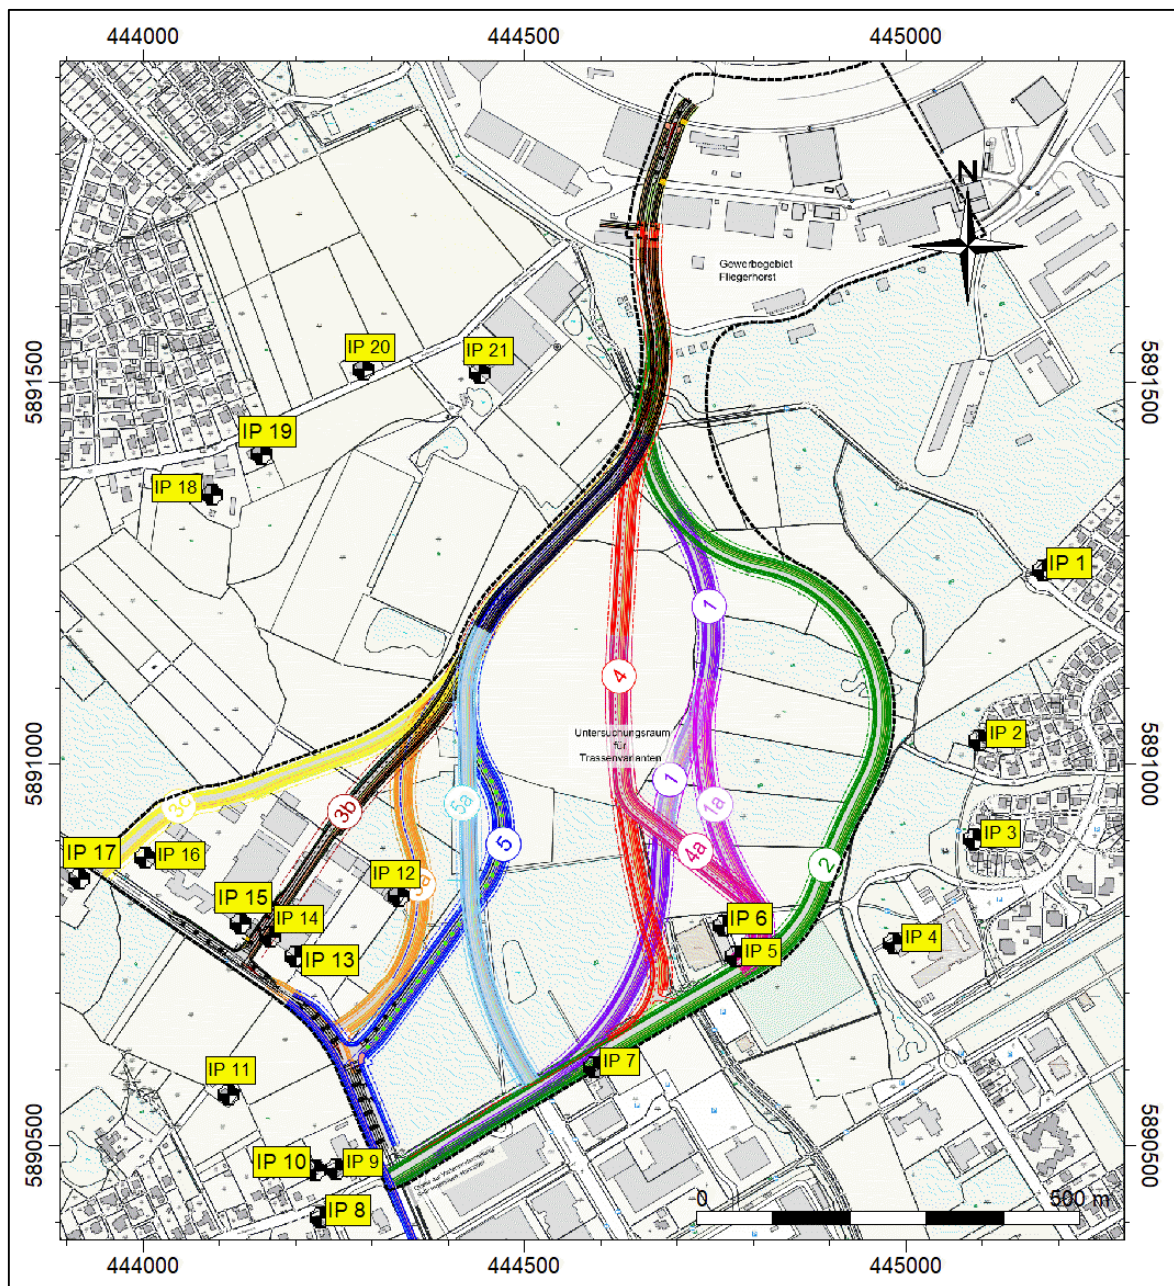 444000 444500 445000
N
Gewerbegebiet
Fliegerhorst
5891500 5891500
IP 20
IP 21
IP 19
IP 18
IP 1
1
4
IP 2
Untersuchungsraum
für
Trassenvarianten
5891000 5891000
1
3c
3b
5a
1a
5
4a
2
IP 3
IP 17
IP 16
IP 12
IP 15
IP 14
IP 13
IP 6
IP 5
IP 4
IP 7
IP 11
5890500 5890500
IP 10
IP 9
IP 8
0 500 m
444000 444500 445000